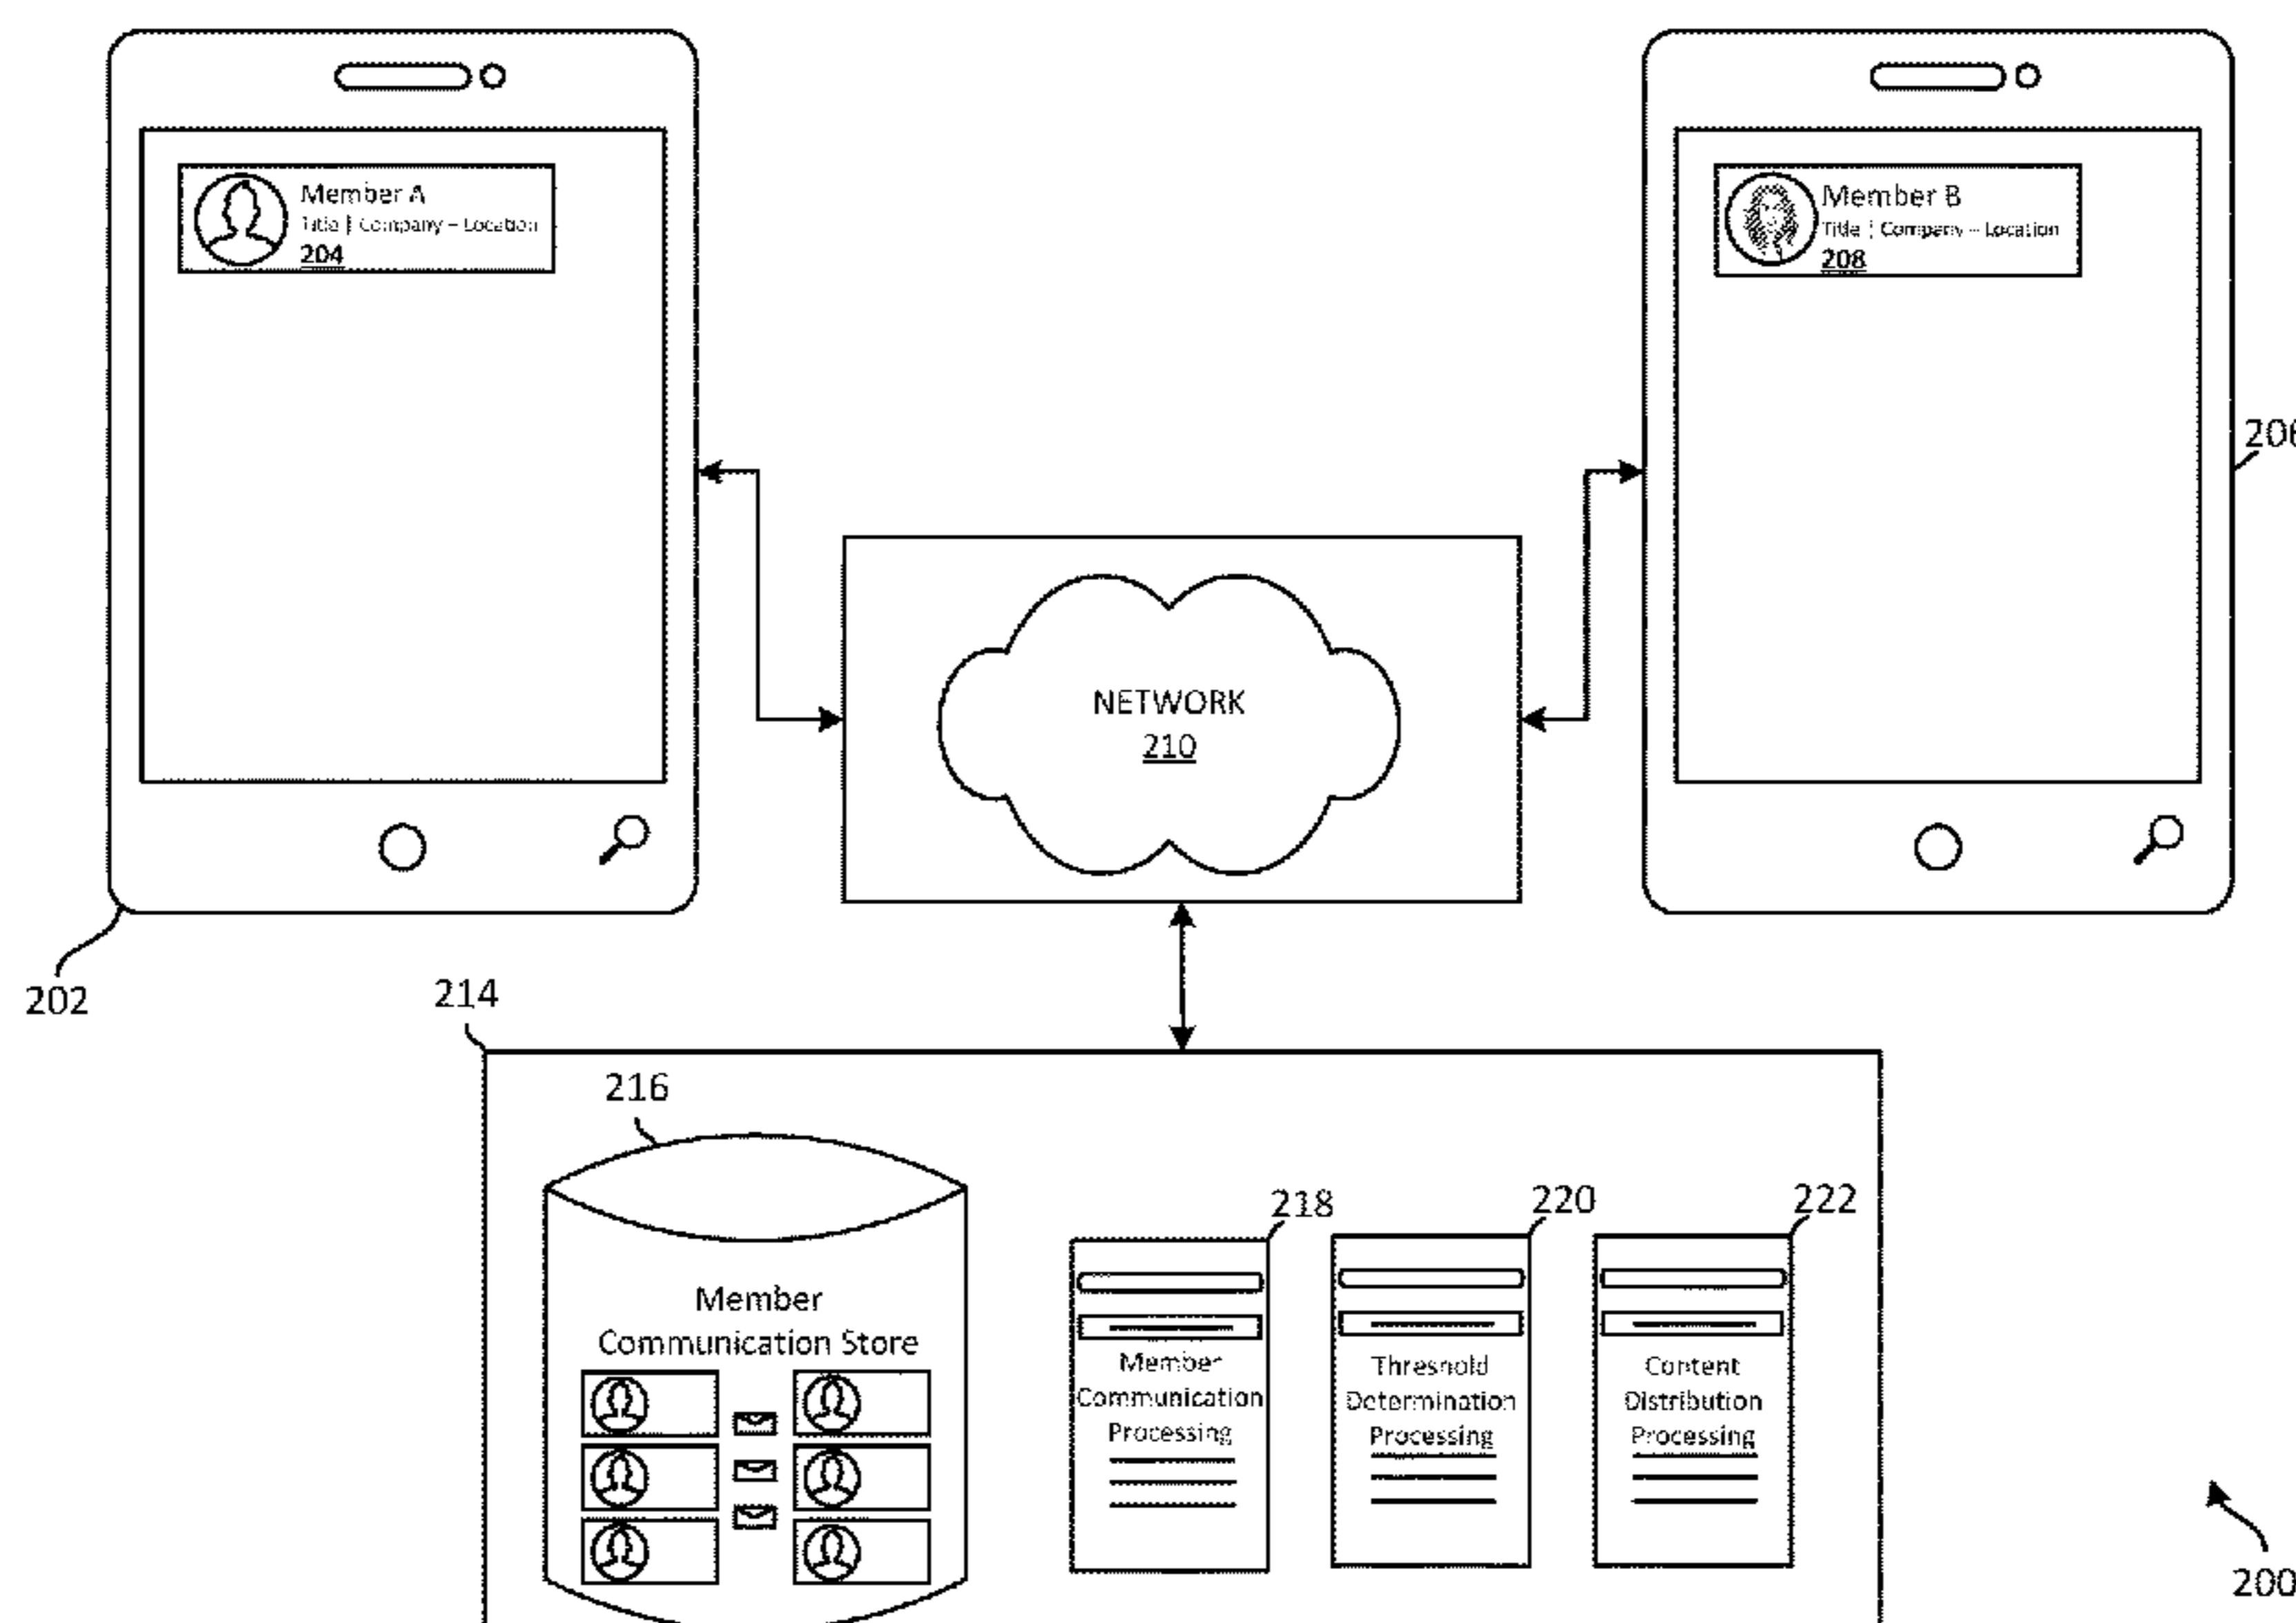 Member A
Title | Company – Location
204
Member B
Title | Company – Location
208
206
NETWORK
210
202
214
216
218
220
222
Member
Communication Store
Member
Communication
Processing
Threshold
Determination
Processing
Content
Distribution
Processing
200